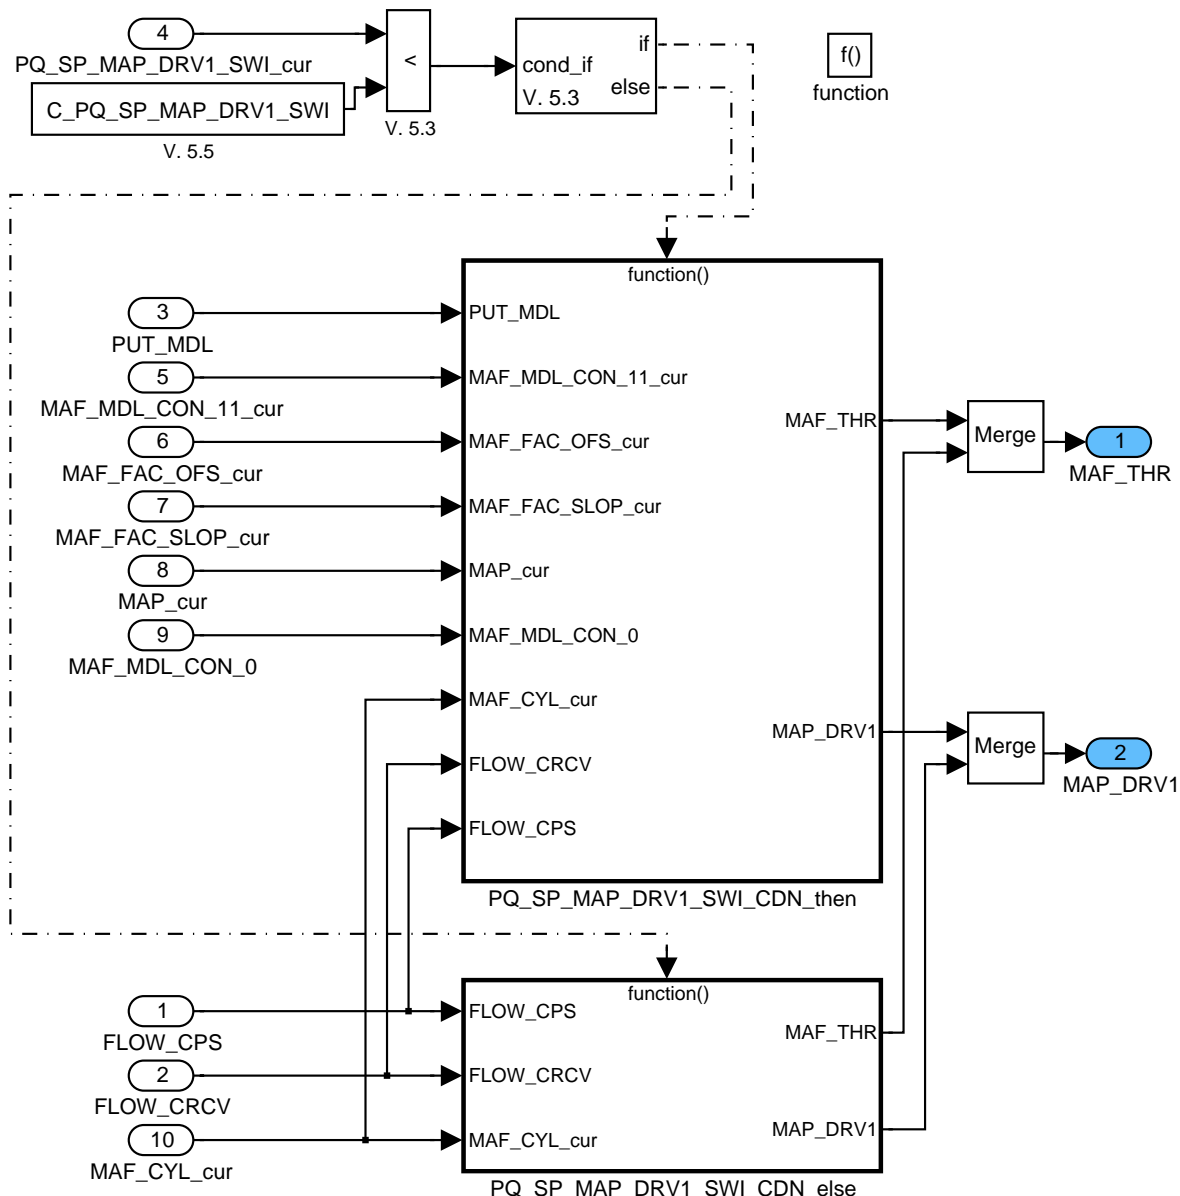 4
PQ_SP_MAP_DRV1_SWI_cur
C_PQ_SP_MAP_DRV1_SWI
V. 5.5
<
V. 5.3
if
cond_if
else
V. 5.3
f()
function
function()
3
PUT_MDL
PUT_MDL
5
MAF_MDL_CON_11_cur
MAF_MDL_CON_11_cur
6
MAF_FAC_OFS_cur
MAF_FAC_OFS_cur
7
MAF_FAC_SLOP_cur
MAF_FAC_SLOP_cur
8
MAP_cur
MAP_cur
9
MAF_MDL_CON_0
MAF_MDL_CON_0
MAF_CYL_cur
FLOW_CRCV
FLOW_CPS
MAF_THR
Merge
1
MAF_THR
MAP_DRV1
Merge
2
MAP_DRV1
PQ_SP_MAP_DRV1_SWI_CDN_then
function()
1
FLOW_CPS
FLOW_CPS
2
FLOW_CRCV
FLOW_CRCV
10
MAF_CYL_cur
MAF_CYL_cur
MAF_THR
MAP_DRV1
PQ_SP_MAP_DRV1_SWI_CDN_else